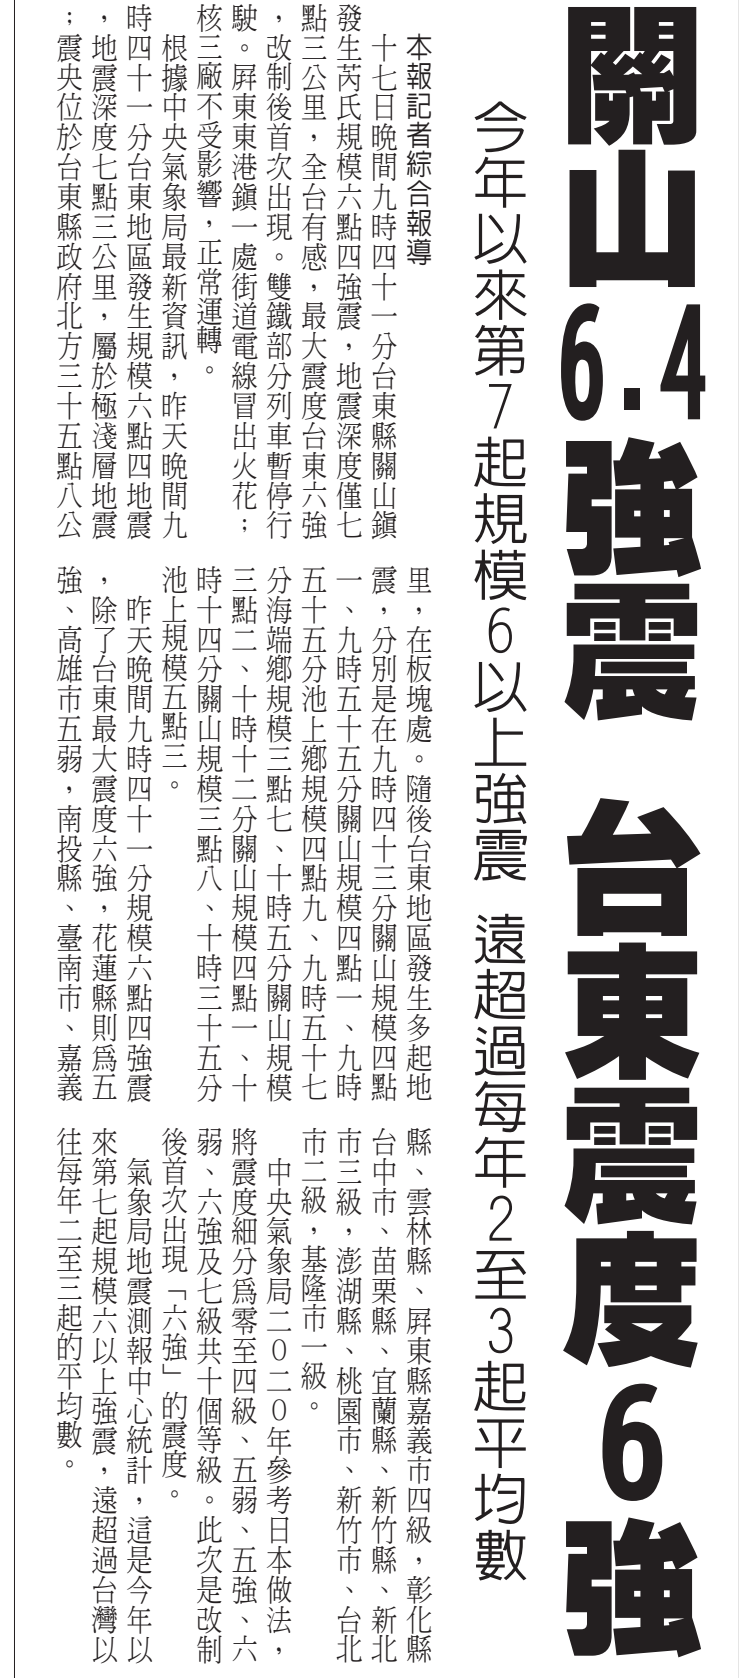 關山6.4強震 台東震度6強
今年以來第7起規模6以上強震 遠超過每年2至3起平均數
本報記者綜合報導
十七日晚間九時四十一分台東縣關山鎮
發生芮氏規模六點四強震，地震深度僅七
點三公里，全台有感，最大震度台東六強
，改制後首次出現。雙鐵部分列車暫停行
駛。屏東東港鎮一處街道電線冒出火花；
核三廠不受影響，正常運轉。
根據中央氣象局最新資訊，昨天晚間九
時四十一分台東地區發生規模六點四地震
，地震深度七點三公里，屬於極淺層地震
；震央位於台東縣政府北方三十五點八公
里，在板塊處。隨後台東地區發生多起地
震，分別是在九時四十三分關山規模四點
一、九時五十五分關山規模四點一、九時
五十五分池上鄉規模四點九、九時五十七
分海端鄉規模三點七、十時五分關山規模
三點二、十時十二分關山規模四點一、十
時十四分關山規模三點八、十時三十五分
池上規模五點三。
昨天晚間九時四十一分規模六點四強震
，除了台東最大震度六強，花蓮縣則為五
強、高雄市五弱，南投縣、臺南市、嘉義
縣、雲林縣、屏東縣嘉義市四級，彰化縣
台中市、苗栗縣、宜蘭縣、新竹縣、新北
市三級，澎湖縣、桃園市、新竹市、台北
市二級，基隆市一級。
中央氣象局二０二０年參考日本做法，
將震度細分為零至四級、五弱、五強、六
弱、六強及七級共十個等級。此次是改制
後首次出現「六強」的震度。
氣象局地震測報中心統計，這是今年以
來第七起規模六以上強震，遠超過台灣以
往每年二至三起的平均數。